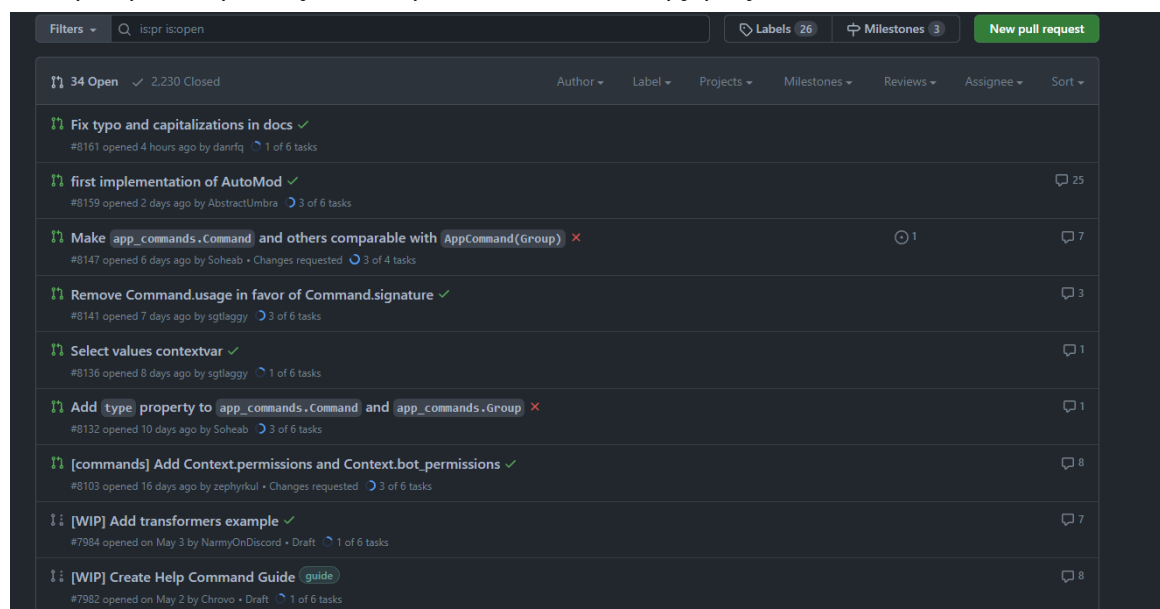 Filters is:pr is:open Labels 26 Milestones 3 New pull request
34 Open 2,230 Closed Author Label Projects Milestones Reviews Assignee Sort
Fix typo and capitalizations in docs
#8161 opened 4 hours ago by danrfq 1 of 6 tasks
first implementation of AutoMod 25
#8159 opened 2 days ago by AbstractUmbra 3 of 6 tasks
Make app_commands.Command and others comparable with AppCommand(Group) 1 7
#8147 opened 6 days ago by Soheab • Changes requested 3 of 4 tasks
Remove Command.usage in favor of Command.signature 3
#8141 opened 7 days ago by sgtlaggy 3 of 6 tasks
Select values contextvar 1
#8136 opened 8 days ago by sgtlaggy 1 of 6 tasks
Add type property to app_commands.Command and app_commands.Group 1
#8132 opened 10 days ago by Soheab 3 of 6 tasks
[commands] Add Context.permissions and Context.bot_permissions 8
#8103 opened 16 days ago by zephyrkul • Changes requested 3 of 6 tasks
[WIP] Add transformers example 7
#7984 opened on May 3 by NarmyOnDiscord • Draft 1 of 6 tasks
[WIP] Create Help Command Guide guide 8
#7982 opened on May 2 by Chrovo • Draft 1 of 6 tasks